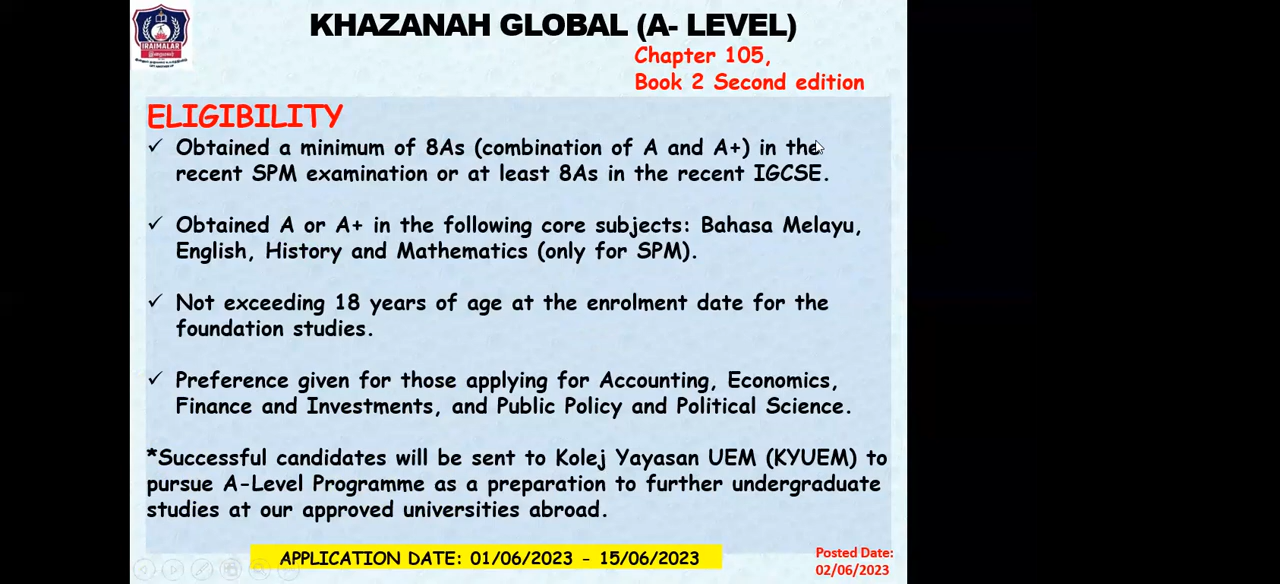 IRAIMALAR
KHAZANAH GLOBAL (A- LEVEL)
Chapter 105,
Book 2 Second edition
ELIGIBILITY
✓ Obtained a minimum of 8As (combination of A and A+) in the
recent SPM examination or at least 8As in the recent IGCSE.
✓ Obtained A or A+ in the following core subjects: Bahasa Melayu,
English, History and Mathematics (only for SPM).
✓ Not exceeding 18 years of age at the enrolment date for the
foundation studies.
✓ Preference given for those applying for Accounting, Economics,
Finance and Investments, and Public Policy and Political Science.
*Successful candidates will be sent to Kolej Yayasan UEM (KYUEM) to
pursue A-Level Programme as a preparation to further undergraduate
studies at our approved universities abroad.
APPLICATION DATE: 01/06/2023 - 15/06/2023
Posted Date:
02/06/2023